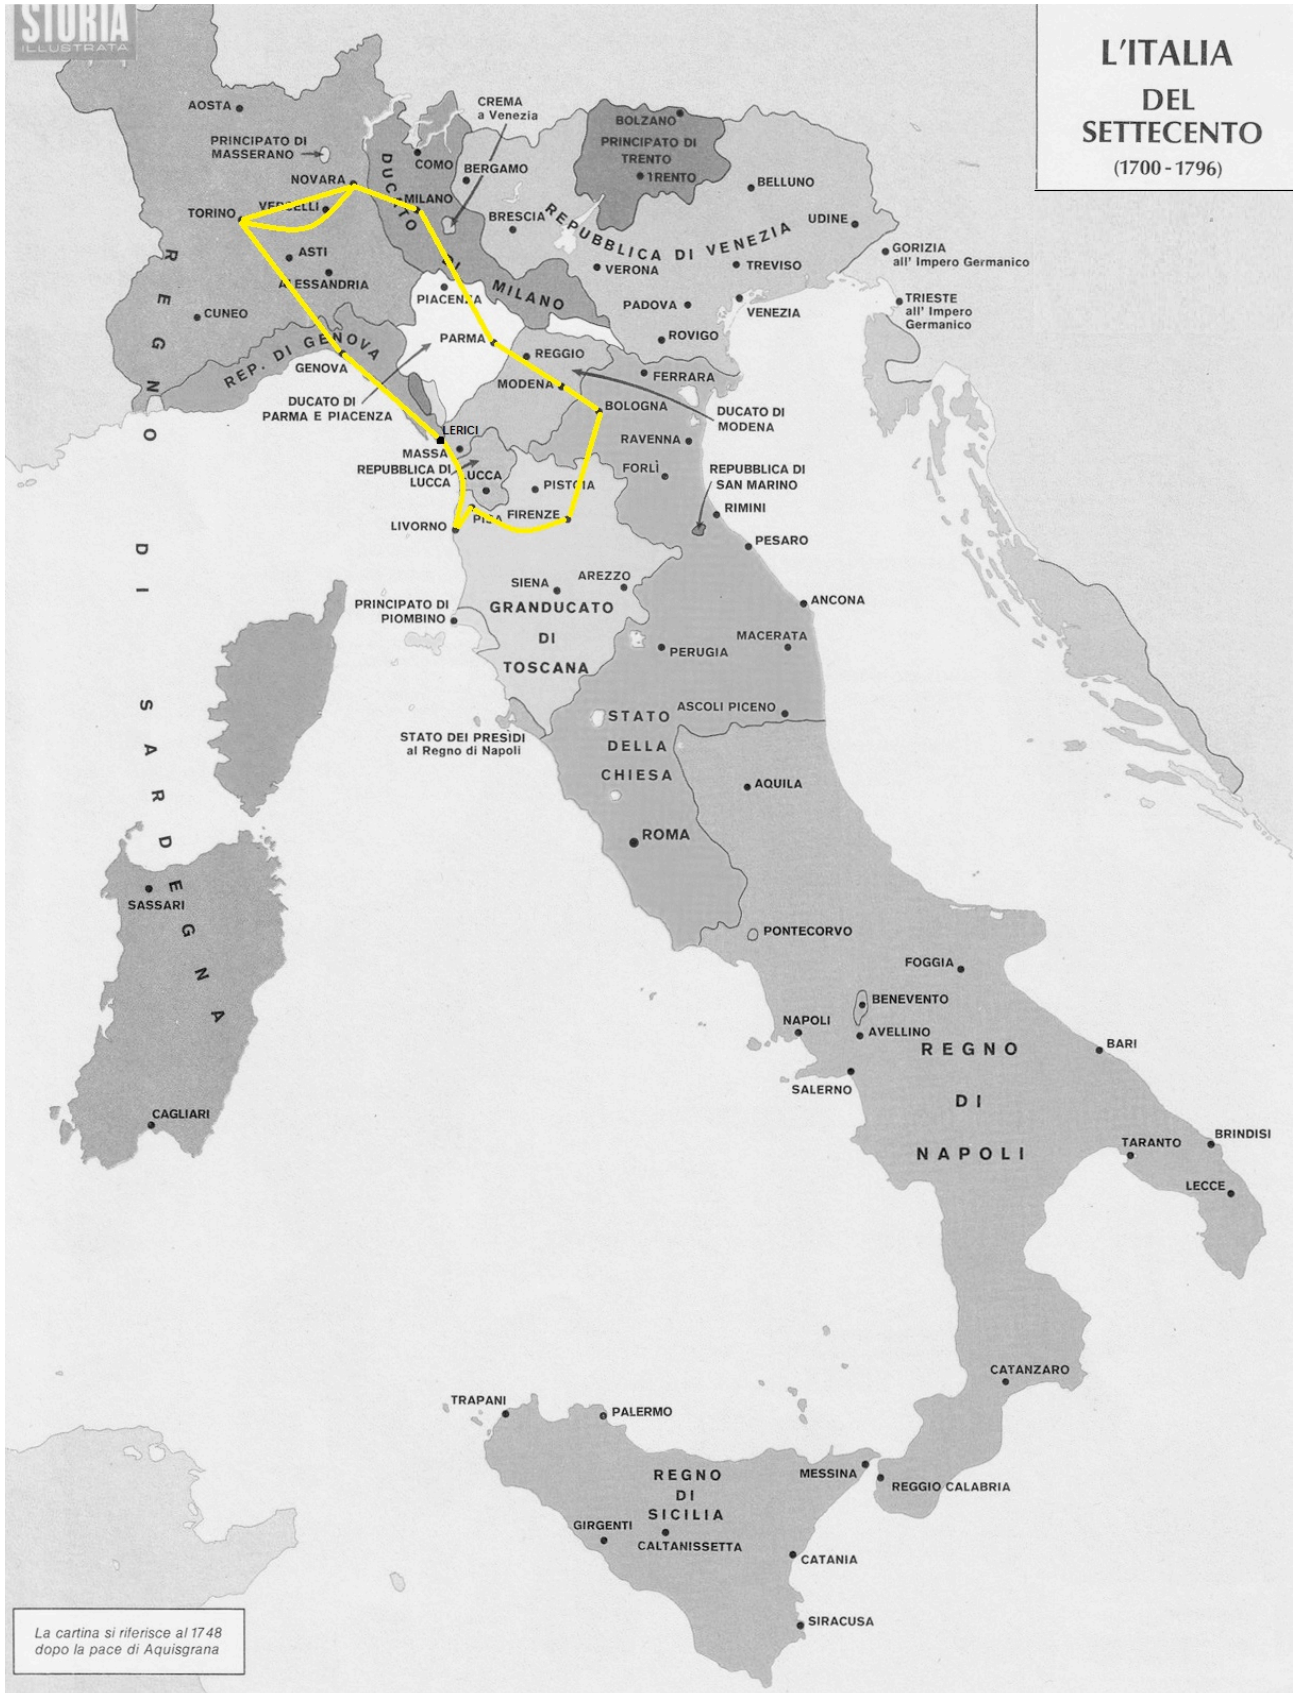 STORIA
ILLUSTRATA
L'ITALIA
DEL
SETTECENTO
(1700 - 1796)
AOSTA
CREMA
a Venezia
BOLZANO
PRINCIPATO DI
MASSERANO
PRINCIPATO DI
TRENTO
TRENTO
COMO
BERGAMO
NOVARA
BELLUNO
DUCATO
DI
MILANO
MILANO
VERCELLI
TORINO
BRESCIA
REPUBBLICA DI VENEZIA
UDINE
GORIZIA
all' Impero Germanico
ASTI
VERONA
TREVISO
ALESSANDRIA
PIACENZA
TRIESTE
all' Impero
Germanico
CUNEO
PADOVA
VENEZIA
PARMA
ROVIGO
REP. DI GENOVA
GENOVA
REGGIO
FERRARA
MODENA
DUCATO DI
PARMA E PIACENZA
BOLOGNA
DUCATO DI
MODENA
LERICI
RAVENNA
MASSA
REPUBBLICA DI
LUCCA
LUCCA
FORLÌ
REPUBBLICA DI
SAN MARINO
PISTOIA
RIMINI
LIVORNO
PISA
FIRENZE
PESARO
SIENA
AREZZO
ANCONA
PRINCIPATO DI
PIOMBINO
GRANDUCATO
DI
TOSCANA
MACERATA
PERUGIA
ASCOLI PICENO
STATO
DELLA
CHIESA
STATO DEI PRESIDI
al Regno di Napoli
AQUILA
ROMA
REGNO
DI
SARDEGNA
SASSARI
PONTECORVO
FOGGIA
BENEVENTO
NAPOLI
AVELLINO
REGNO
DI
NAPOLI
BARI
SALERNO
CAGLIARI
BRINDISI
TARANTO
LECCE
CATANZARO
TRAPANI
PALERMO
REGNO
DI
SICILIA
MESSINA
REGGIO CALABRIA
GIRGENTI
CALTANISSETTA
CATANIA
SIRACUSA
La cartina si riferisce al 1748
dopo la pace di Aquisgrana